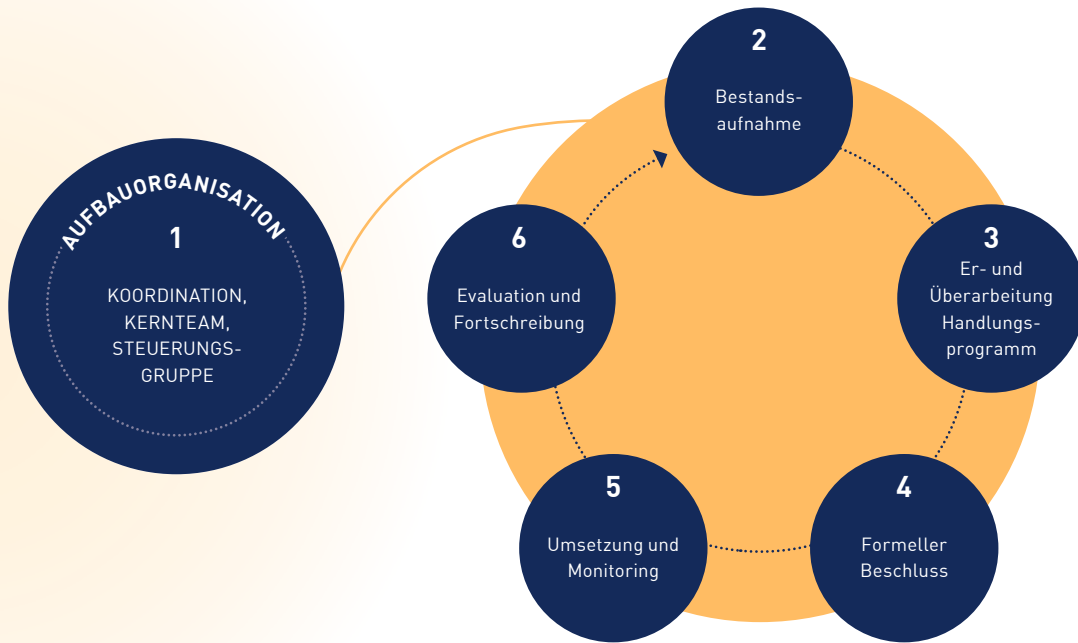 AUFBAUORGANISATION
1
KOORDINATION,
KERNTEAM,
STEUERUNGS-
GRUPPE
2
Bestands-
aufnahme
3
Er- und
Überarbeitung
Handlungs-
programm
4
Formeller
Beschluss
5
Umsetzung und
Monitoring
6
Evaluation und
Fortschreibung